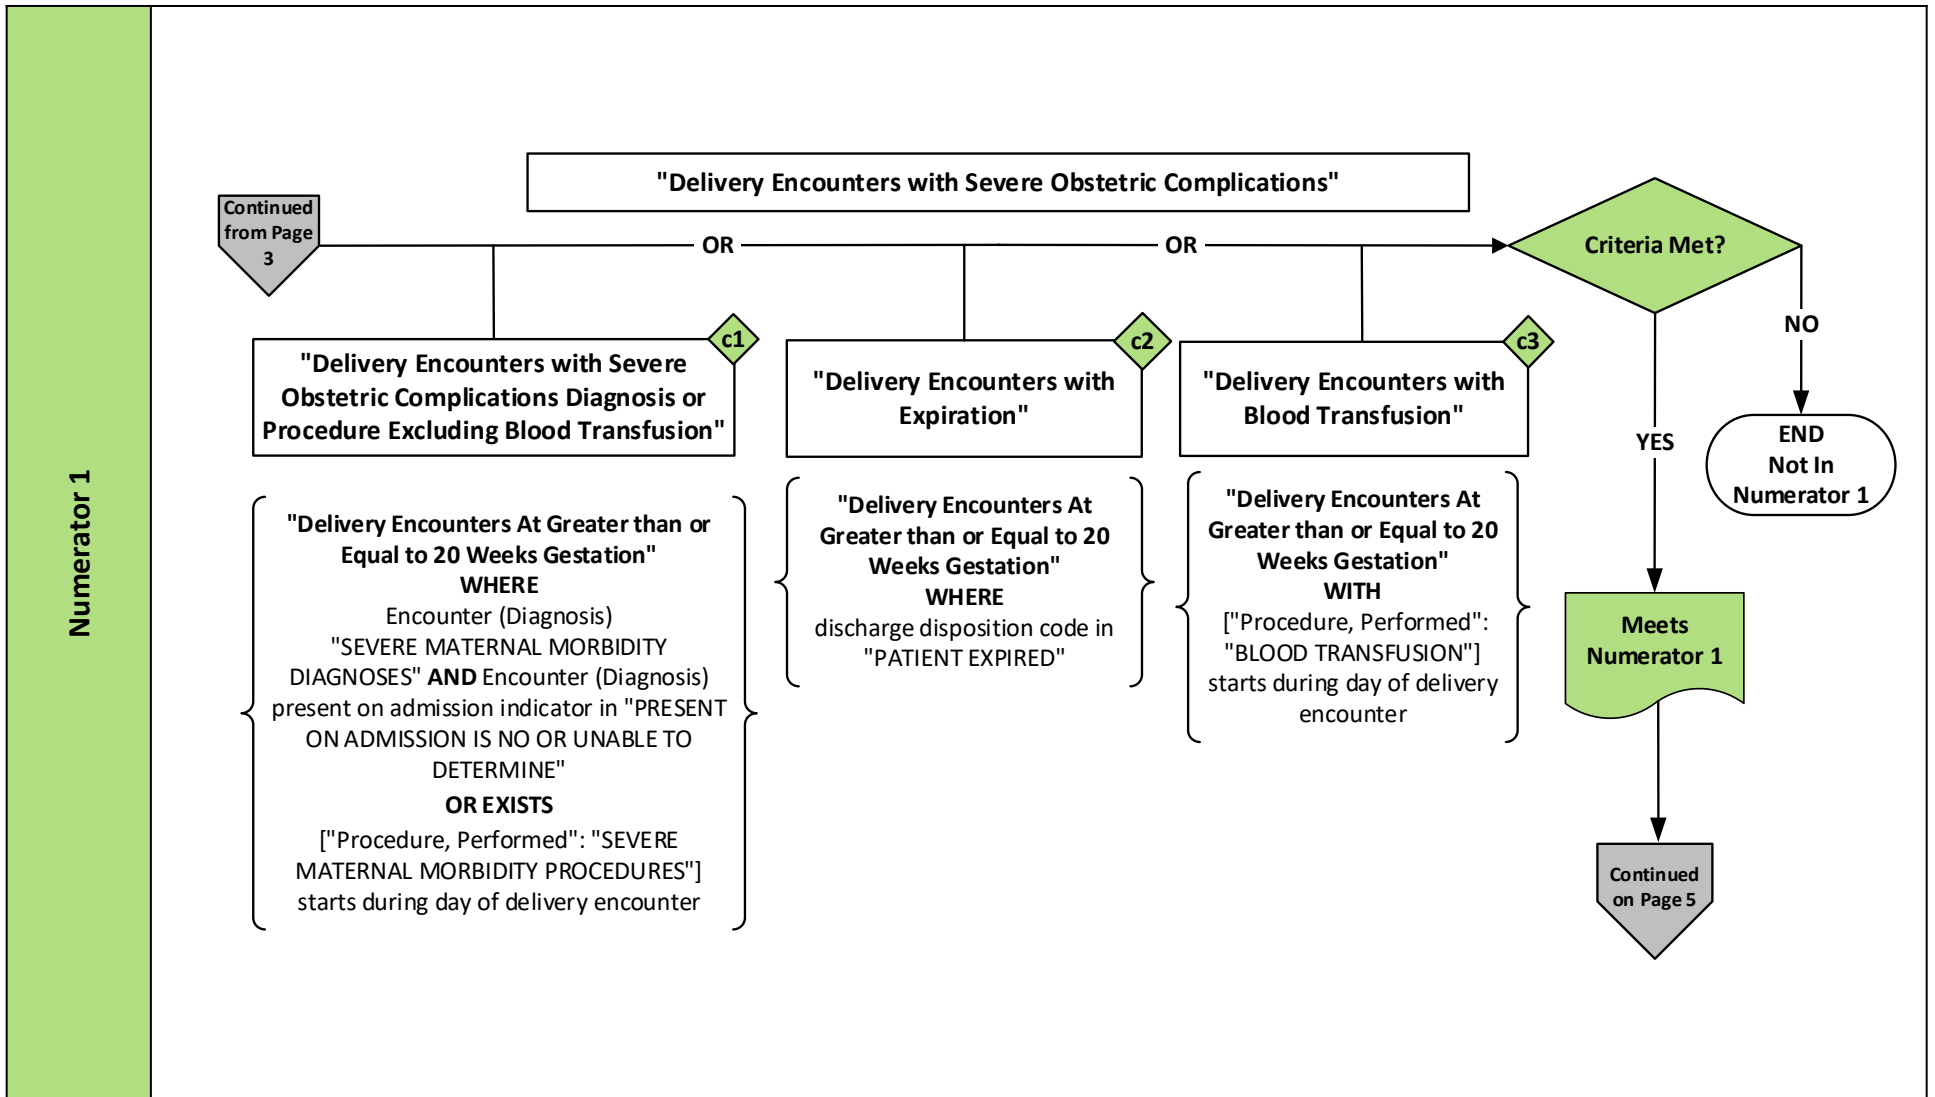 Numerator 1
"Delivery Encounters with Severe Obstetric Complications"
Continued
from Page
3
OR
OR
Criteria Met?
NO
YES
END
Not In
Numerator 1
c1
"Delivery Encounters with Severe
Obstetric Complications Diagnosis or
Procedure Excluding Blood Transfusion"
"Delivery Encounters At Greater than or
Equal to 20 Weeks Gestation"
WHERE
Encounter (Diagnosis)
"SEVERE MATERNAL MORBIDITY
DIAGNOSES" AND Encounter (Diagnosis)
present on admission indicator in "PRESENT
ON ADMISSION IS NO OR UNABLE TO
DETERMINE"
OR EXISTS
["Procedure, Performed": "SEVERE
MATERNAL MORBIDITY PROCEDURES"]
starts during day of delivery encounter
c2
"Delivery Encounters with
Expiration"
"Delivery Encounters At
Greater than or Equal to 20
Weeks Gestation"
WHERE
discharge disposition code in
"PATIENT EXPIRED"
c3
"Delivery Encounters with
Blood Transfusion"
"Delivery Encounters At
Greater than or Equal to 20
Weeks Gestation"
WITH
["Procedure, Performed":
"BLOOD TRANSFUSION"]
starts during day of delivery
encounter
Meets
Numerator 1
Continued
on Page 5